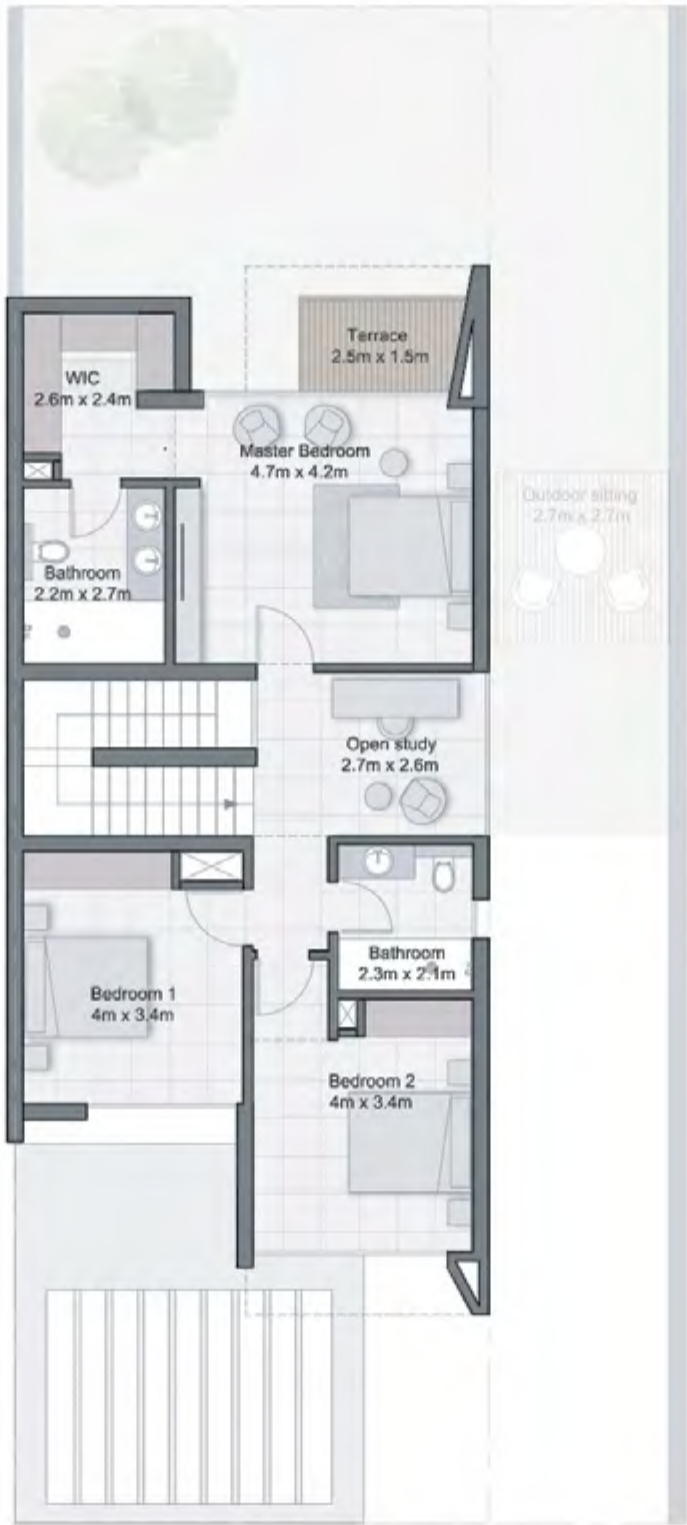 Terrace
2.5m x 1.5m
WIC
2.6m x 2.4m
Master Bedroom
4.7m x 4.2m
Outdoor sitting
2.7m x 2.7m
Bathroom
2.2m x 2.7m
Open study
2.7m x 2.6m
Bathroom
2.3m x 2.1m
Bedroom 1
4m x 3.4m
Bedroom 2
4m x 3.4m